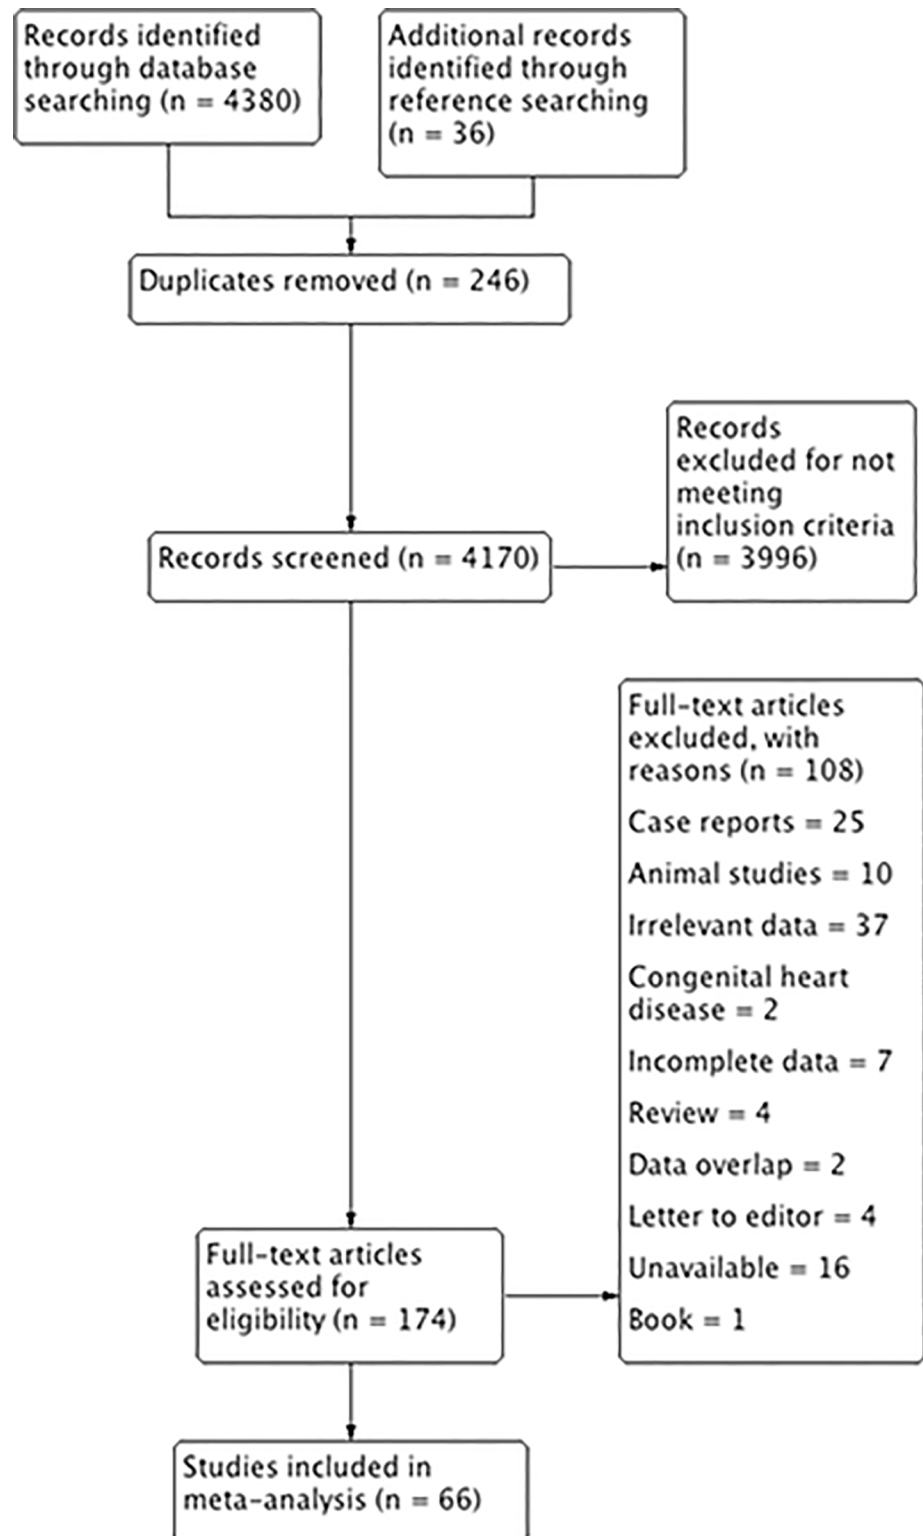 Records identified
through database
searching (n = 4380)
Additional records
identified through
reference searching
(n = 36)
Duplicates removed (n = 246)
Records
excluded for not
meeting
inclusion criteria
(n = 3996)
Records screened (n = 4170)
Full-text articles
excluded, with
reasons (n = 108)
Case reports = 25
Animal studies = 10
Irrelevant data = 37
Congenital heart
disease = 2
Incomplete data = 7
Review = 4
Data overlap = 2
Letter to editor = 4
Unavailable = 16
Book = 1
Full-text articles
assessed for
eligibility (n = 174)
Studies included in
meta-analysis (n = 66)